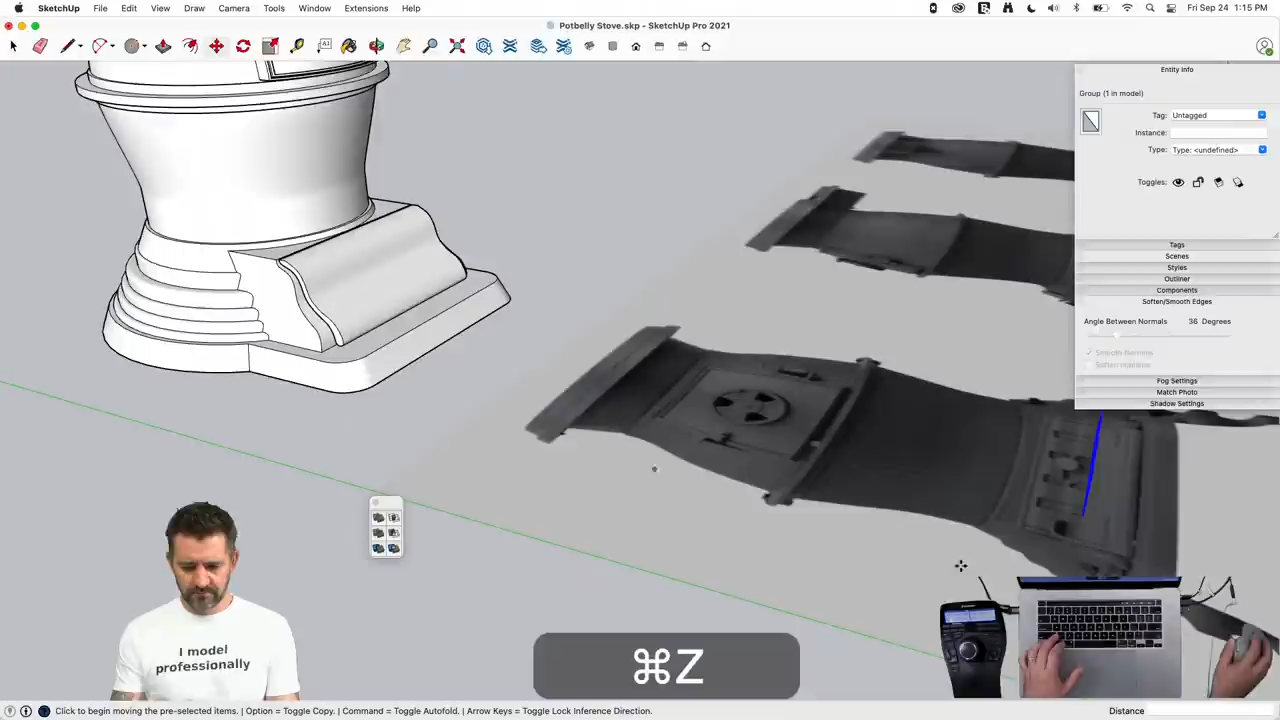 SketchUp File Edit View Draw Camera Tools Window Extensions Help
Fri Sep 24 1:15 PM
Potbelly Stove.skp - SketchUp Pro 2021
Entity Info
Group (1 in model)
Tag: Untagged
Instance:
Type: Type: <undefined>
Toggles:
Tags
Scenes
Styles
Outliner
Components
Soften/Smooth Edges
Angle Between Normals 36 Degrees
Smooth Normals
Soften coplanar
Fog Settings
Match Photo
Shadow Settings
I model
professionally
⌘Z
Click to begin moving the pre-selected items. | Option = Toggle Copy. | Command = Toggle Autofold. | Arrow Keys = Toggle Lock Inference Direction.
Distance